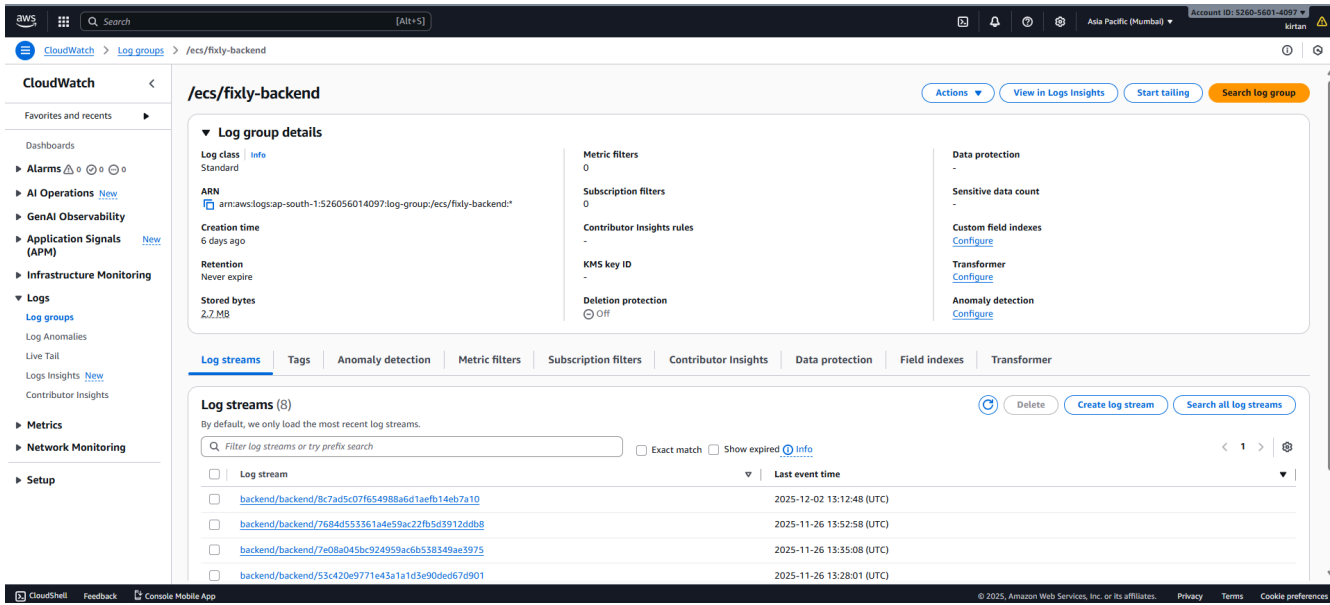 aws
Search
[Alt+S]
Asia Pacific (Mumbai) ▼
Account ID: 5260-5601-4097 ▼
kirtan
CloudWatch > Log groups > /ecs/fixly-backend
CloudWatch
Favorites and recents
Dashboards
Alarms 0 0 0
AI Operations New
GenAI Observability
Application Signals New
(APM)
Infrastructure Monitoring
Logs
Log groups
Log Anomalies
Live Tail
Logs Insights New
Contributor Insights
Metrics
Network Monitoring
Setup
/ecs/fixly-backend
Actions ▼
View in Logs Insights
Start tailing
Search log group
▼ Log group details
Log class Info
Standard
ARN
arn:aws:logs:ap-south-1:526056014097:log-group:/ecs/fixly-backend:*
Creation time
6 days ago
Retention
Never expire
Stored bytes
2.7 MB
Metric filters
0
Subscription filters
0
Contributor Insights rules
-
KMS key ID
-
Deletion protection
Off
Data protection
-
Sensitive data count
-
Custom field indexes
Configure
Transformer
Configure
Anomaly detection
Configure
Log streams Tags Anomaly detection Metric filters Subscription filters Contributor Insights Data protection Field indexes Transformer
Log streams (8)
Delete
Create log stream
Search all log streams
By default, we only load the most recent log streams.
Filter log streams or try prefix search
Exact match
Show expired Info
< 1 >
Log stream Last event time
backend/backend/8c7ad5c07f654988a6d1aefb14eb7a10 2025-12-02 13:12:48 (UTC)
backend/backend/7684d553361a4e59ac22fb5d3912ddb8 2025-11-26 13:52:58 (UTC)
backend/backend/7e08a045bc924959ac6b538349ae3975 2025-11-26 13:35:08 (UTC)
backend/backend/53c420e9771e43a1a1d3e90ded67d901 2025-11-26 13:28:01 (UTC)
CloudShell Feedback Console Mobile App
© 2025, Amazon Web Services, Inc. or its affiliates. Privacy Terms Cookie preferences